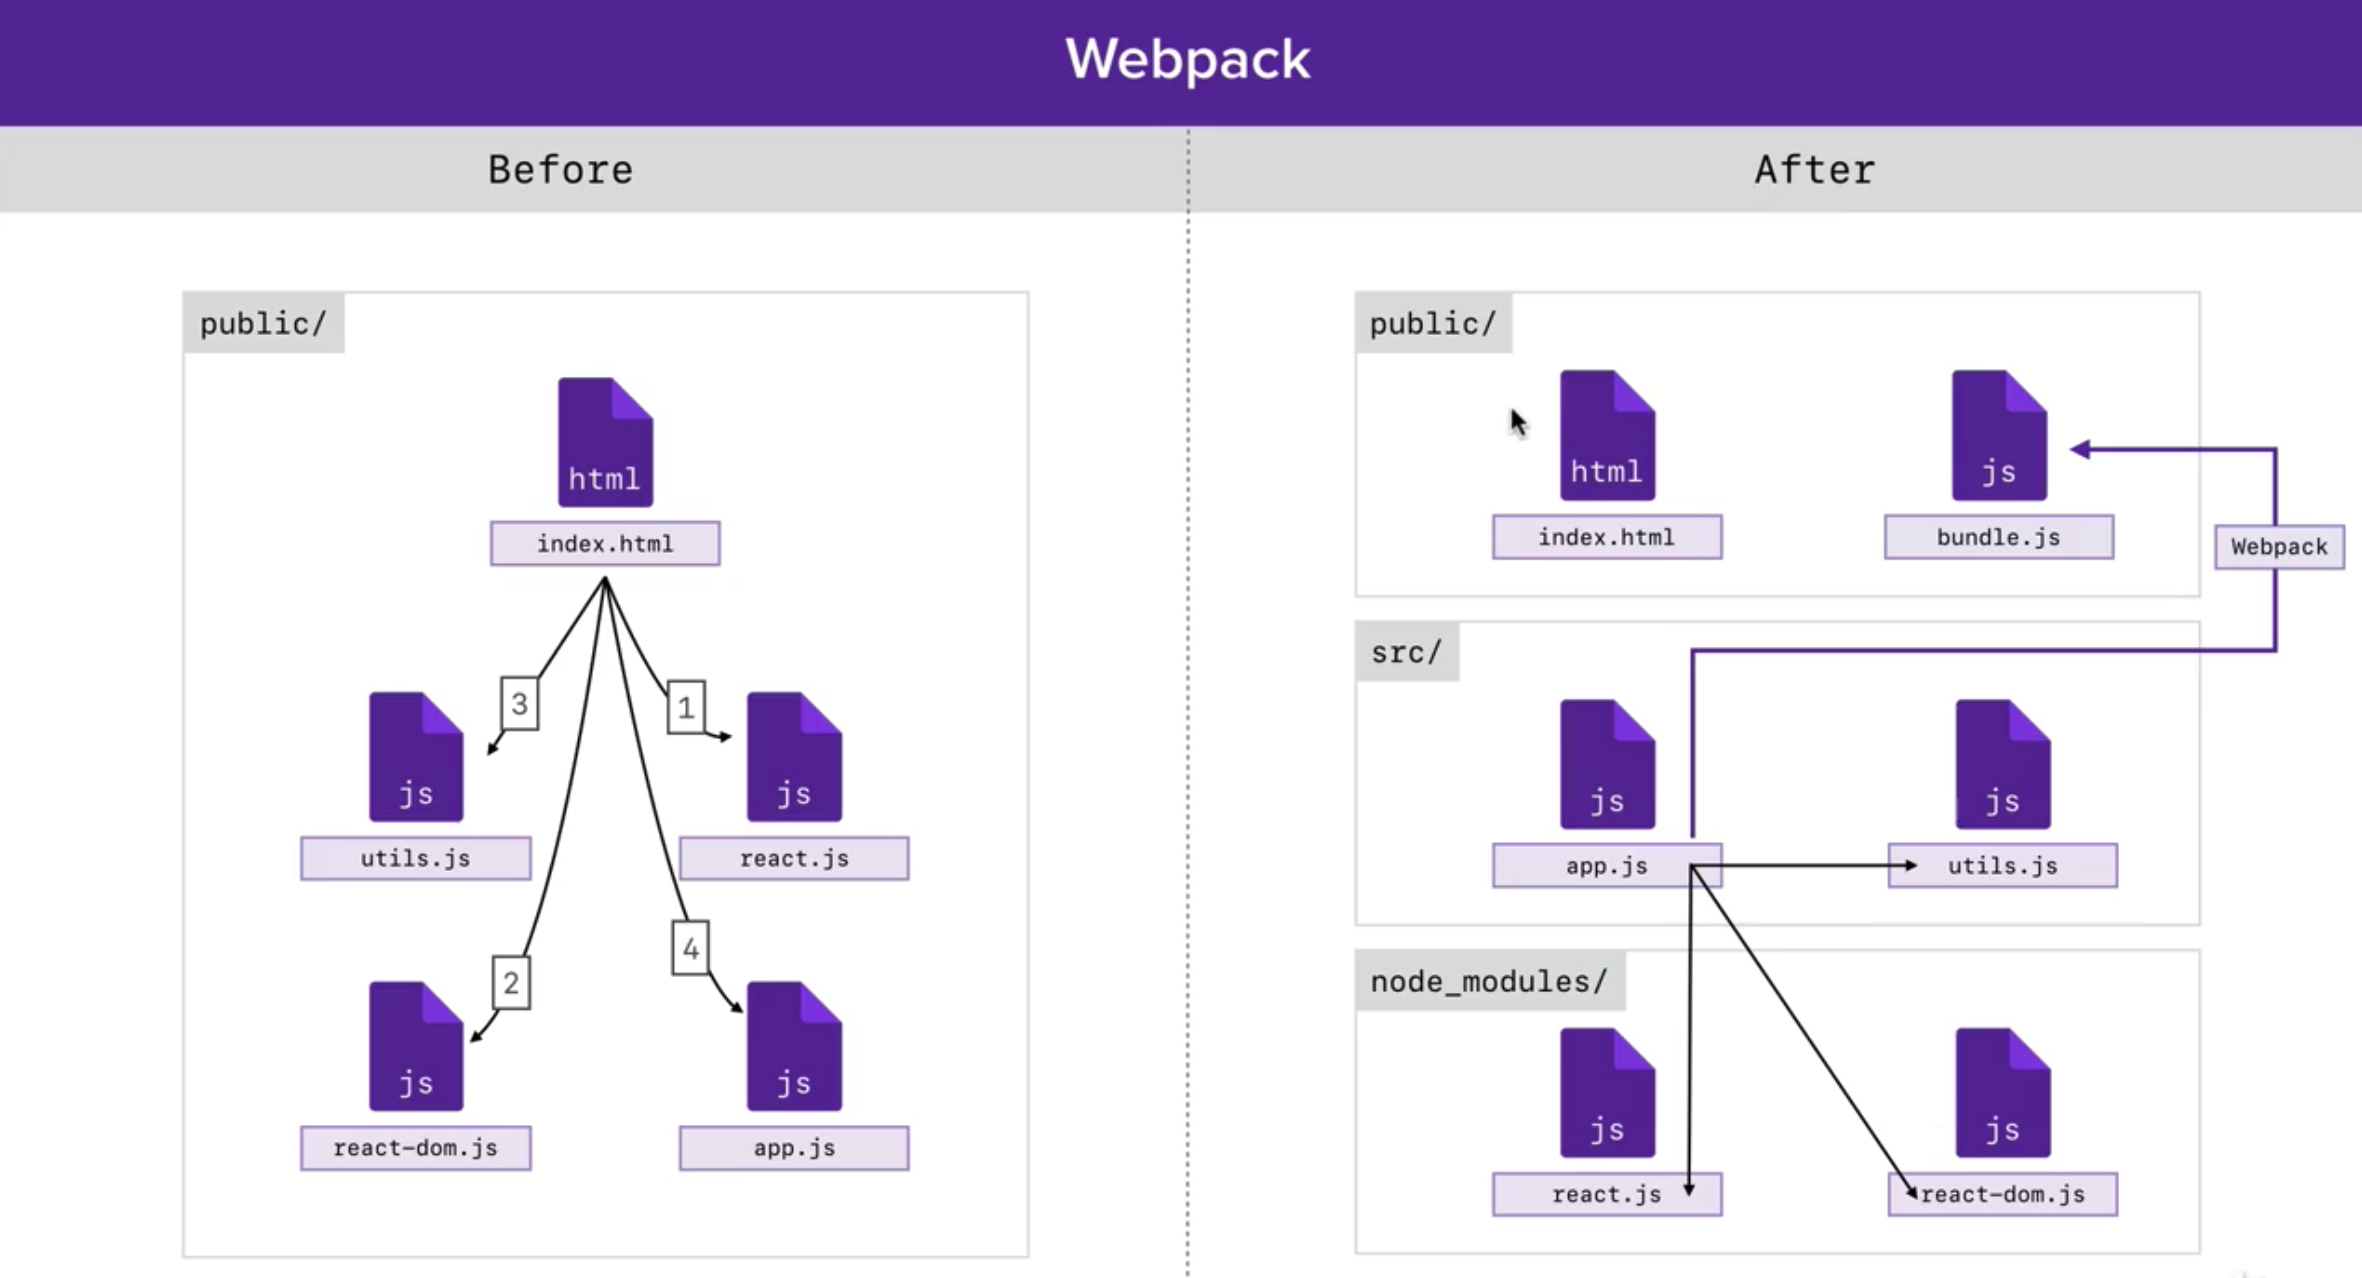 Webpack
Before
After
public/
html
index.html
3
1
js
utils.js
js
react.js
2
4
js
react-dom.js
js
app.js
public/
html
index.html
js
bundle.js
Webpack
src/
js
app.js
js
utils.js
node_modules/
js
react.js
js
react-dom.js